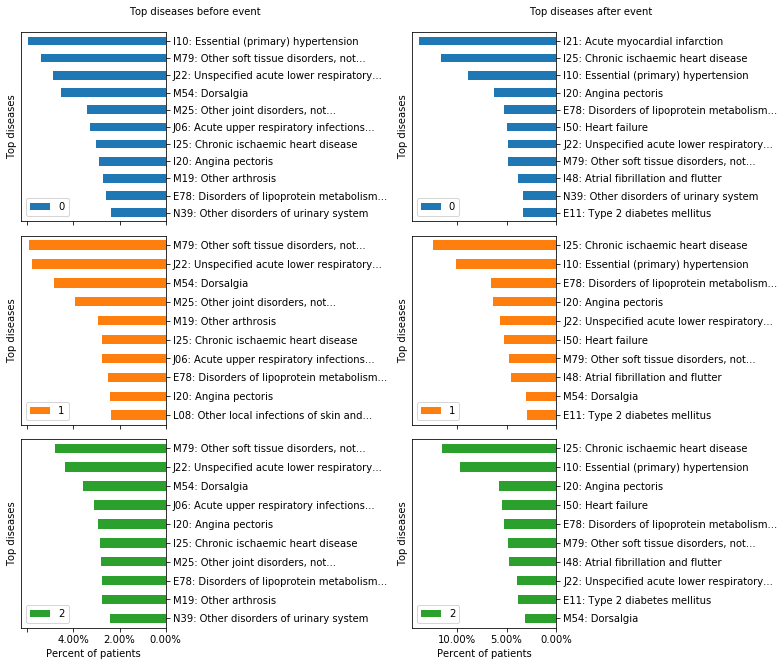 Top diseases before event
Top diseases
I10: Essential (primary) hypertension
M79: Other soft tissue disorders, not...
J22: Unspecified acute lower respiratory...
M54: Dorsalgia
M25: Other joint disorders, not...
J06: Acute upper respiratory infections...
I25: Chronic ischaemic heart disease
I20: Angina pectoris
M19: Other arthrosis
E78: Disorders of lipoprotein metabolism...
N39: Other disorders of urinary system
0
Top diseases
M79: Other soft tissue disorders, not...
J22: Unspecified acute lower respiratory...
M54: Dorsalgia
M25: Other joint disorders, not...
M19: Other arthrosis
I25: Chronic ischaemic heart disease
J06: Acute upper respiratory infections...
E78: Disorders of lipoprotein metabolism...
I20: Angina pectoris
L08: Other local infections of skin and...
1
Top diseases
M79: Other soft tissue disorders, not...
J22: Unspecified acute lower respiratory...
M54: Dorsalgia
J06: Acute upper respiratory infections...
I20: Angina pectoris
I25: Chronic ischaemic heart disease
M25: Other joint disorders, not...
E78: Disorders of lipoprotein metabolism...
M19: Other arthrosis
N39: Other disorders of urinary system
2
4.00% 2.00% 0.00%
Percent of patients
Top diseases after event
Top diseases
I21: Acute myocardial infarction
I25: Chronic ischaemic heart disease
I10: Essential (primary) hypertension
I20: Angina pectoris
E78: Disorders of lipoprotein metabolism...
I50: Heart failure
J22: Unspecified acute lower respiratory...
M79: Other soft tissue disorders, not...
I48: Atrial fibrillation and flutter
N39: Other disorders of urinary system
E11: Type 2 diabetes mellitus
0
Top diseases
I25: Chronic ischaemic heart disease
I10: Essential (primary) hypertension
E78: Disorders of lipoprotein metabolism...
I20: Angina pectoris
J22: Unspecified acute lower respiratory...
I50: Heart failure
M79: Other soft tissue disorders, not...
I48: Atrial fibrillation and flutter
M54: Dorsalgia
E11: Type 2 diabetes mellitus
1
Top diseases
I25: Chronic ischaemic heart disease
I10: Essential (primary) hypertension
I20: Angina pectoris
I50: Heart failure
E78: Disorders of lipoprotein metabolism...
M79: Other soft tissue disorders, not...
I48: Atrial fibrillation and flutter
J22: Unspecified acute lower respiratory...
E11: Type 2 diabetes mellitus
M54: Dorsalgia
2
10.00% 5.00% 0.00%
Percent of patients